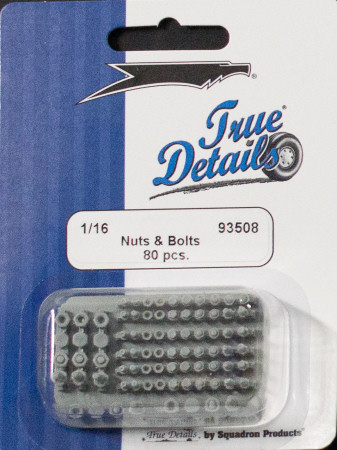 True
Details
1/16 93508
Nuts & Bolts
80 pcs.
True Details, by Squadron Products